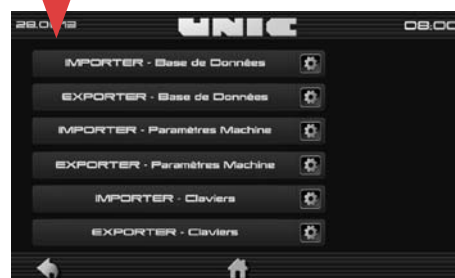 UNIC
08:00
IMPORTER - Base de Données
EXPORTER - Base de Données
IMPORTER - Paramètres Machine
EXPORTER - Paramètres Machine
IMPORTER - Claviers
EXPORTER - Claviers